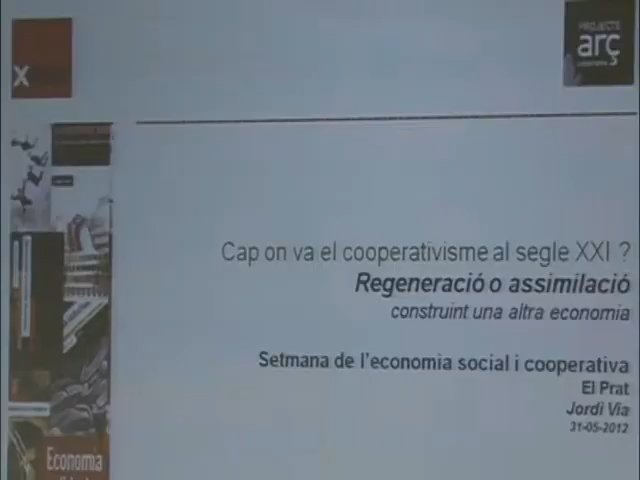 X
PROJECTE
arç
Cap on va el cooperativisme al segle XXI ?
Regeneració o assimilació
construint una altra economia
Setmana de l'economia social i cooperativa
El Prat
Jordi Via
31-05-2012
Economia